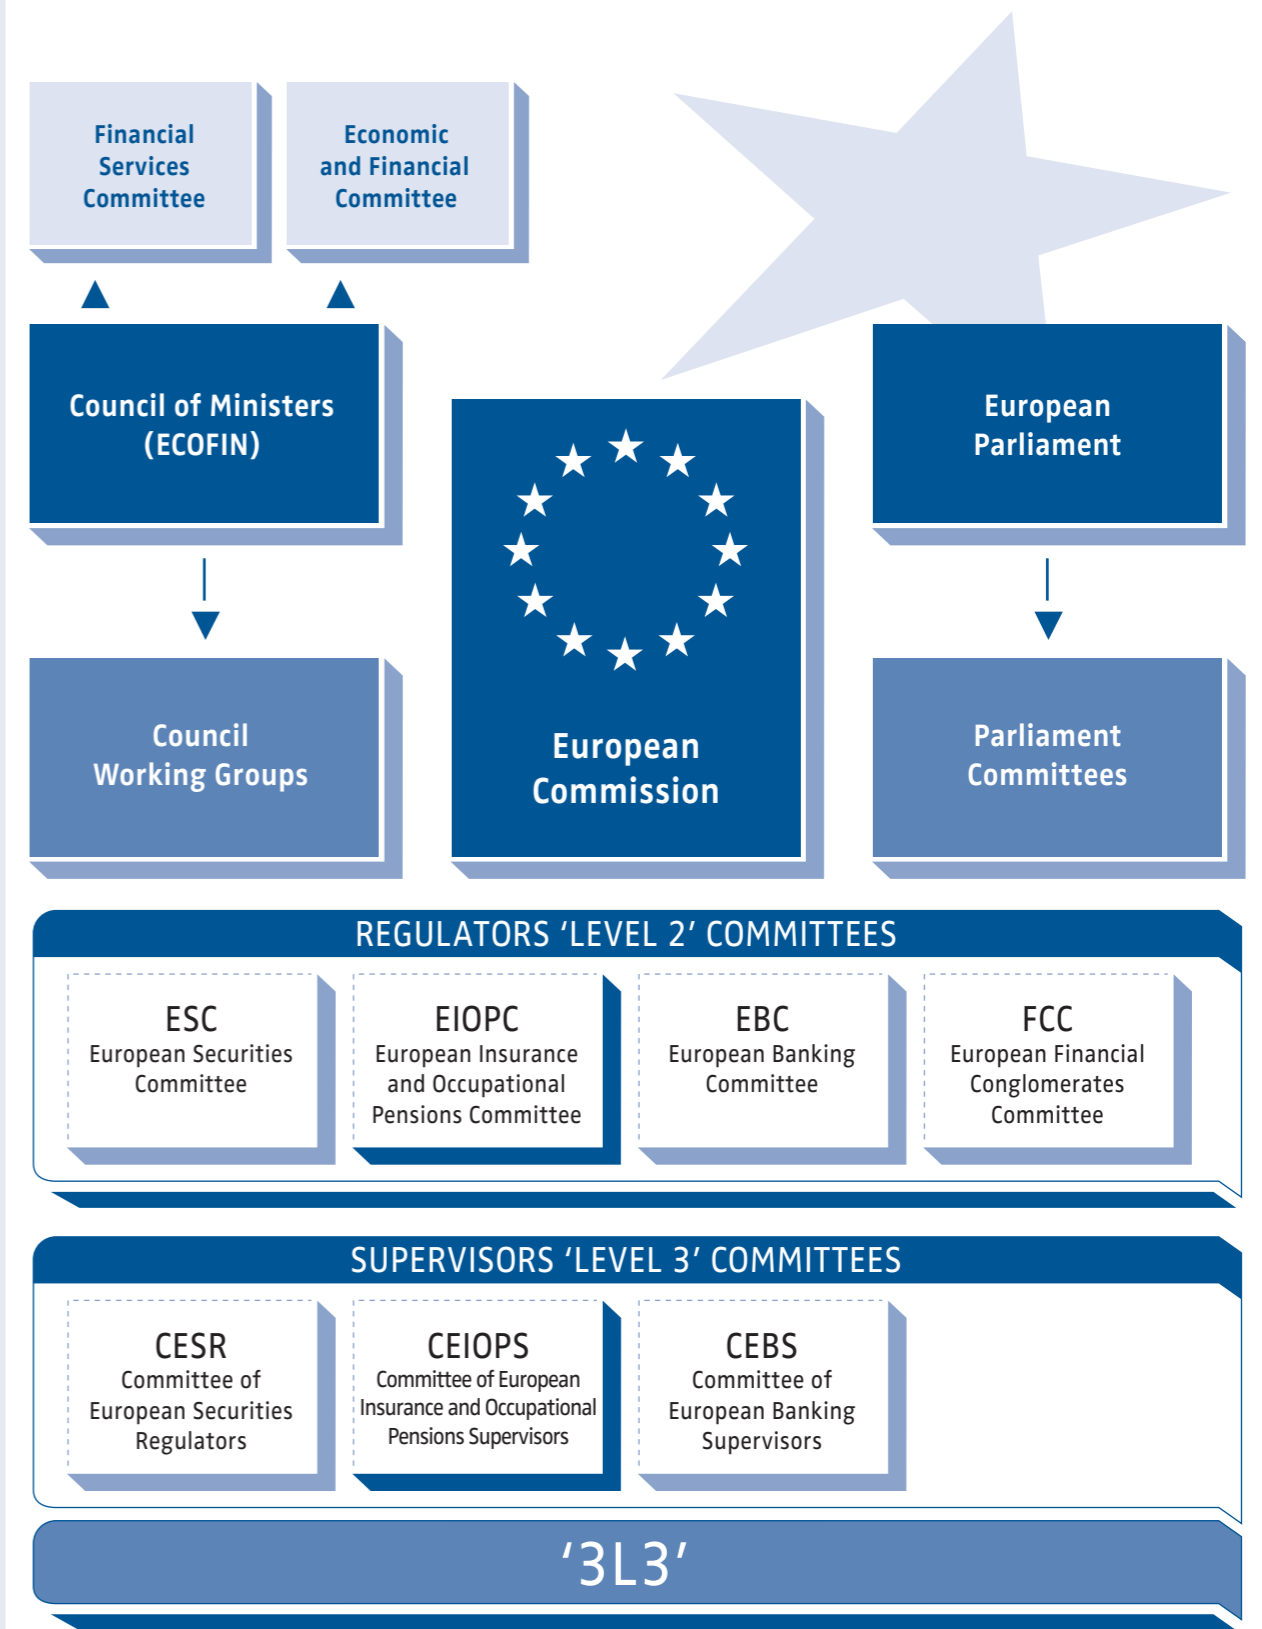 Financial
Services
Committee
Economic
and Financial
Committee
Council of Ministers
(ECOFIN)
European
Parliament
Council
Working Groups
European
Commission
Parliament
Committees
REGULATORS ‘LEVEL 2’ COMMITTEES
ESC
European Securities
Committee
EIOPC
European Insurance
and Occupational
Pensions Committee
EBC
European Banking
Committee
FCC
European Financial
Conglomerates
Committee
SUPERVISORS ‘LEVEL 3’ COMMITTEES
CESR
Committee of
European Securities
Regulators
CEIOPS
Committee of European
Insurance and Occupational
Pensions Supervisors
CEBS
Committee of
European Banking
Supervisors
‘3L3’